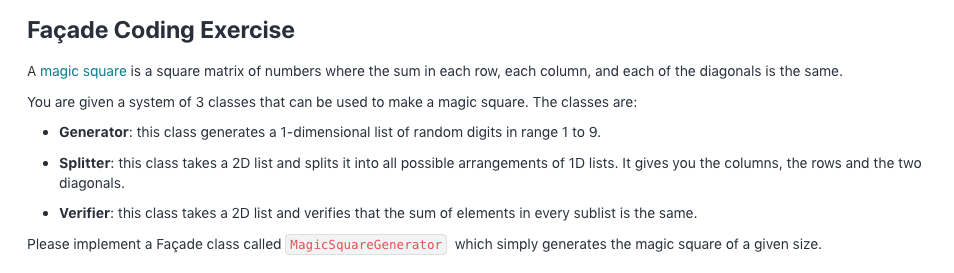 Façade Coding Exercise
A magic square is a square matrix of numbers where the sum in each row, each column, and each of the diagonals is the same.
You are given a system of 3 classes that can be used to make a magic square. The classes are:
• Generator: this class generates a 1-dimensional list of random digits in range 1 to 9.
• Splitter: this class takes a 2D list and splits it into all possible arrangements of 1D lists. It gives you the columns, the rows and the two
diagonals.
• Verifier: this class takes a 2D list and verifies that the sum of elements in every sublist is the same.
Please implement a Façade class called MagicSquareGenerator which simply generates the magic square of a given size.